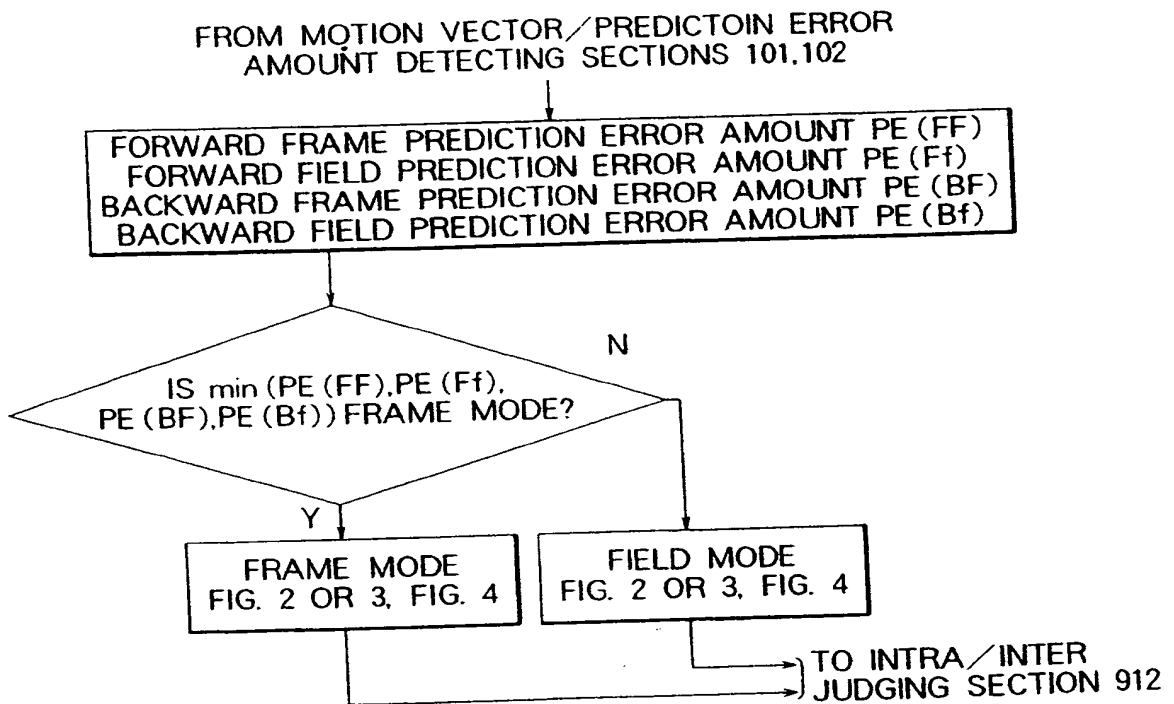 FROM MOTION VECTOR/PREDICTOIN ERROR
AMOUNT DETECTING SECTIONS 101,102
FORWARD FRAME PREDICTION ERROR AMOUNT PE(FF)
FORWARD FIELD PREDICTION ERROR AMOUNT PE(Ff)
BACKWARD FRAME PREDICTION ERROR AMOUNT PE(BF)
BACKWARD FIELD PREDICTION ERROR AMOUNT PE(Bf)
N
IS min(PE(FF),PE(Ff),
PE(BF),PE(Bf))FRAME MODE?
Y
FRAME MODE
FIG. 2 OR 3, FIG. 4
FIELD MODE
FIG. 2 OR 3, FIG. 4
TO INTRA/INTER
JUDGING SECTION 912